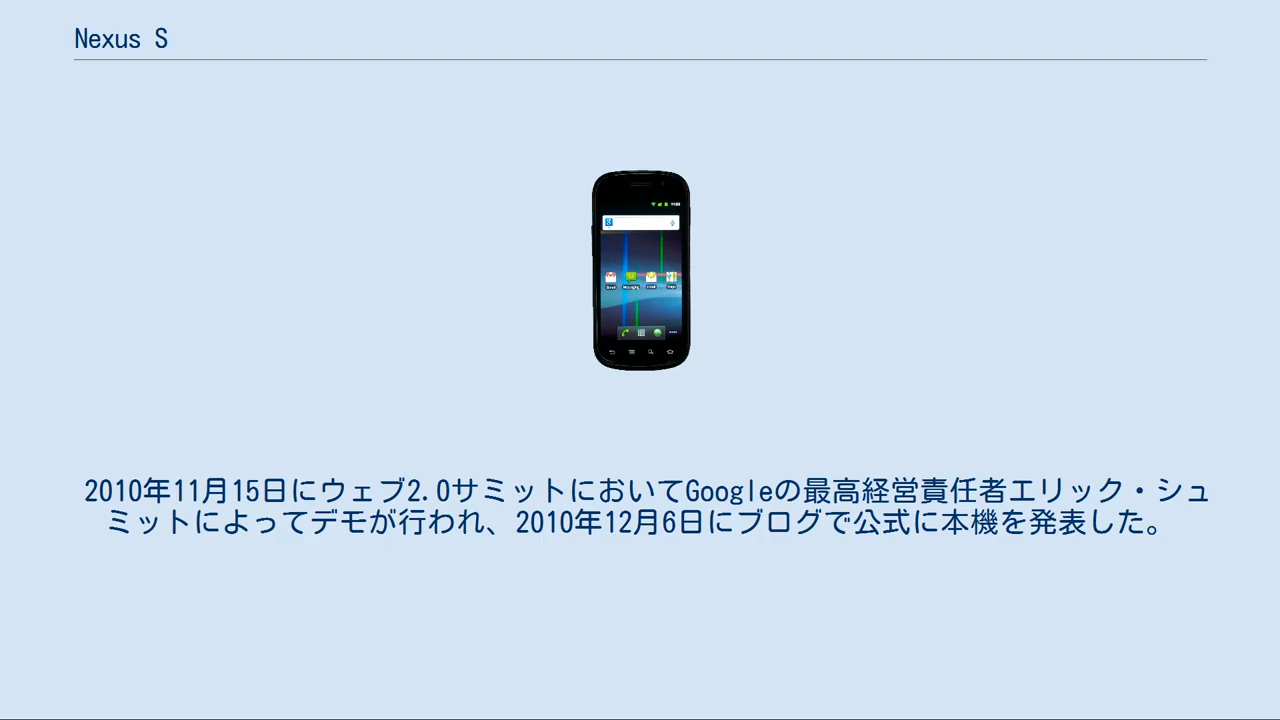 Nexus S
2010年11月15日にウェブ2.0サミットにおいてGoogleの最高経営責任者エリック・シュ
ミットによってデモが行われ、2010年12月6日にブログで公式に本機を発表した。